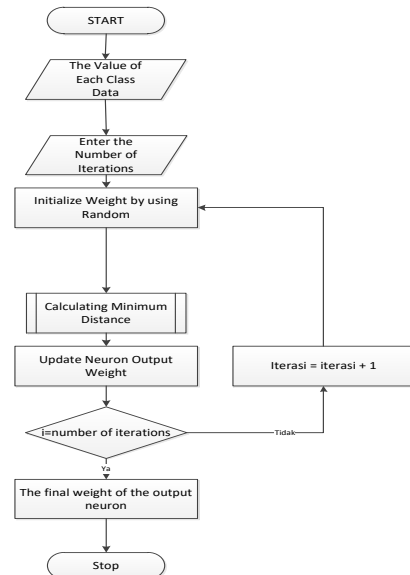 START
The Value of
Each Class
Data
Enter the
Number of
Iterations
Initialize Weight by using
Random
Calculating Minimum
Distance
Update Neuron Output
Weight
Iterasi = iterasi + 1
i=number of iterations
Tidak
Ya
The final weight of the output
neuron
Stop